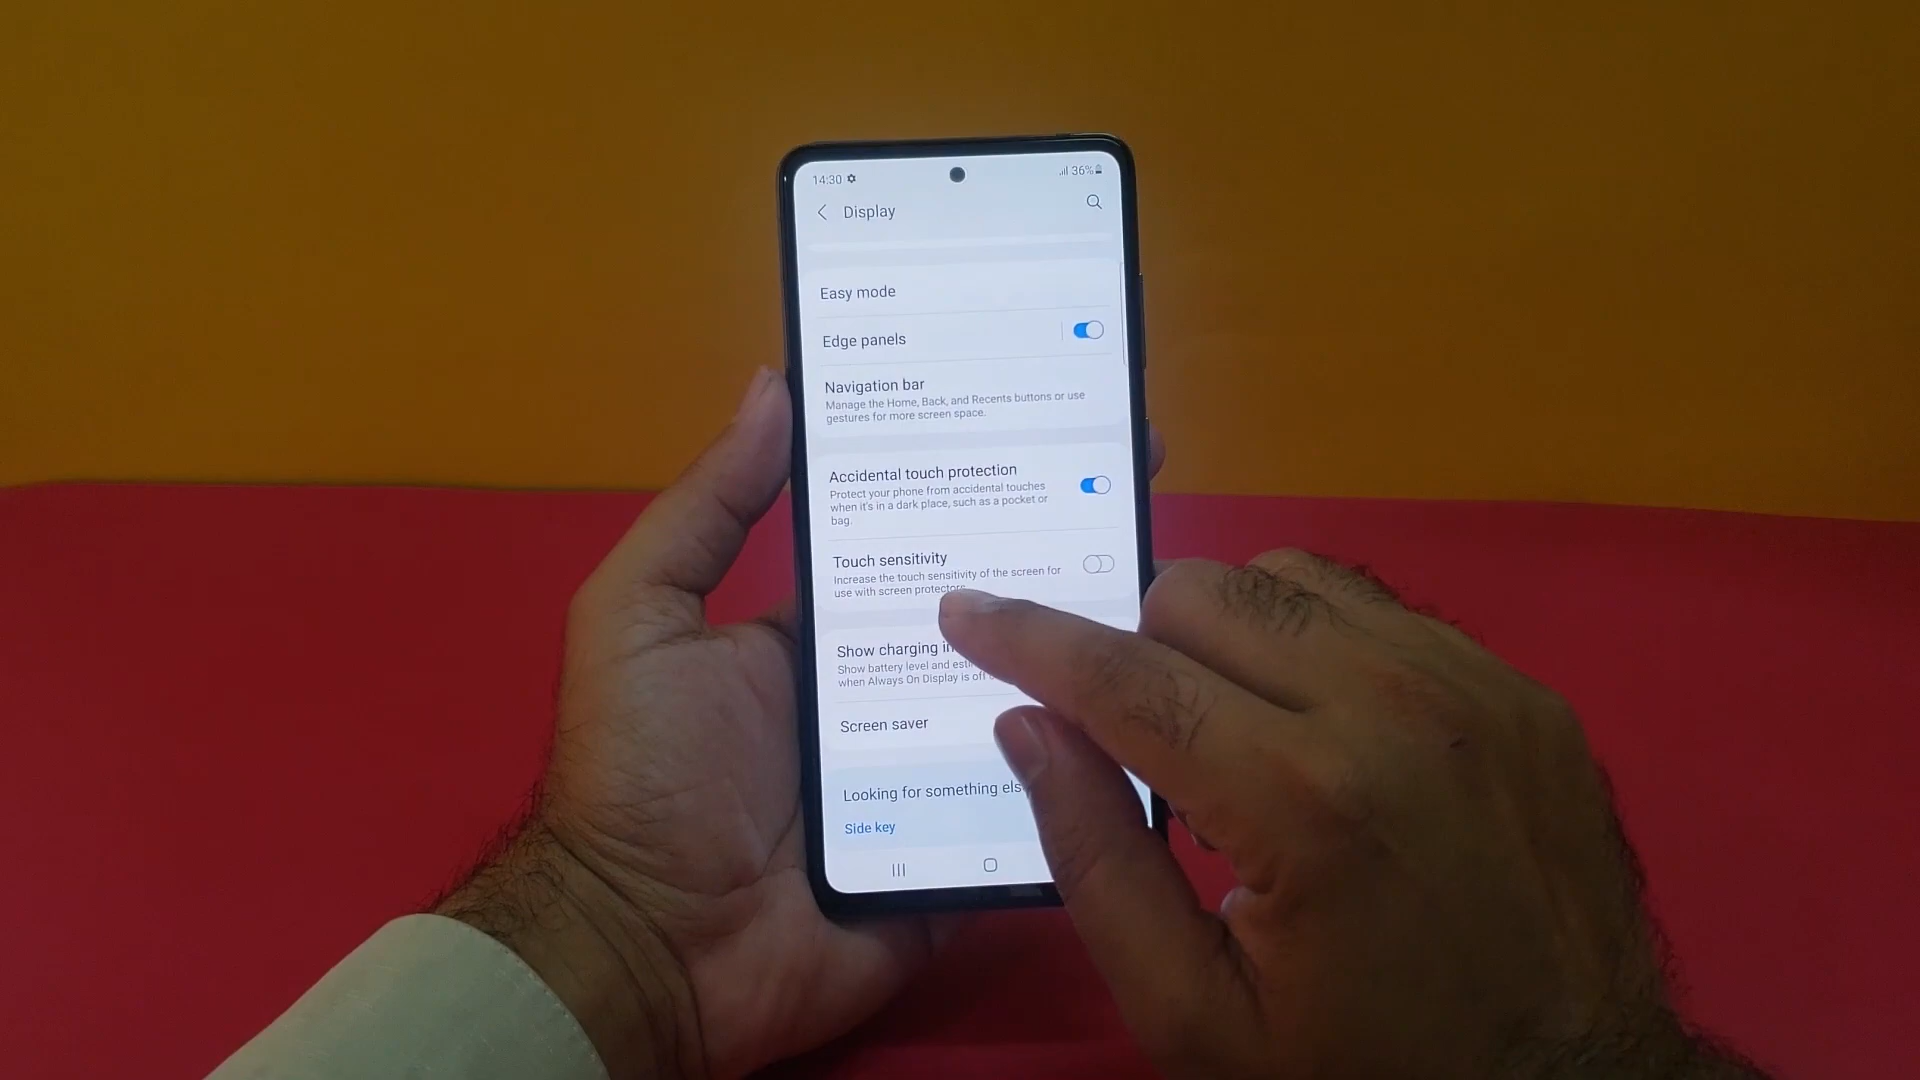 14:30
36%
Display
Easy mode
Edge panels
Navigation bar
Manage the Home, Back, and Recents buttons or use
gestures for more screen space.
Accidental touch protection
Protect your phone from accidental touches
when it's in a dark place, such as a pocket or
bag.
Touch sensitivity
Increase the touch sensitivity of the screen for
use with screen protectors.
Show charging
Show battery level and
when Always On Display is off
Screen saver
Looking for something else
Side key